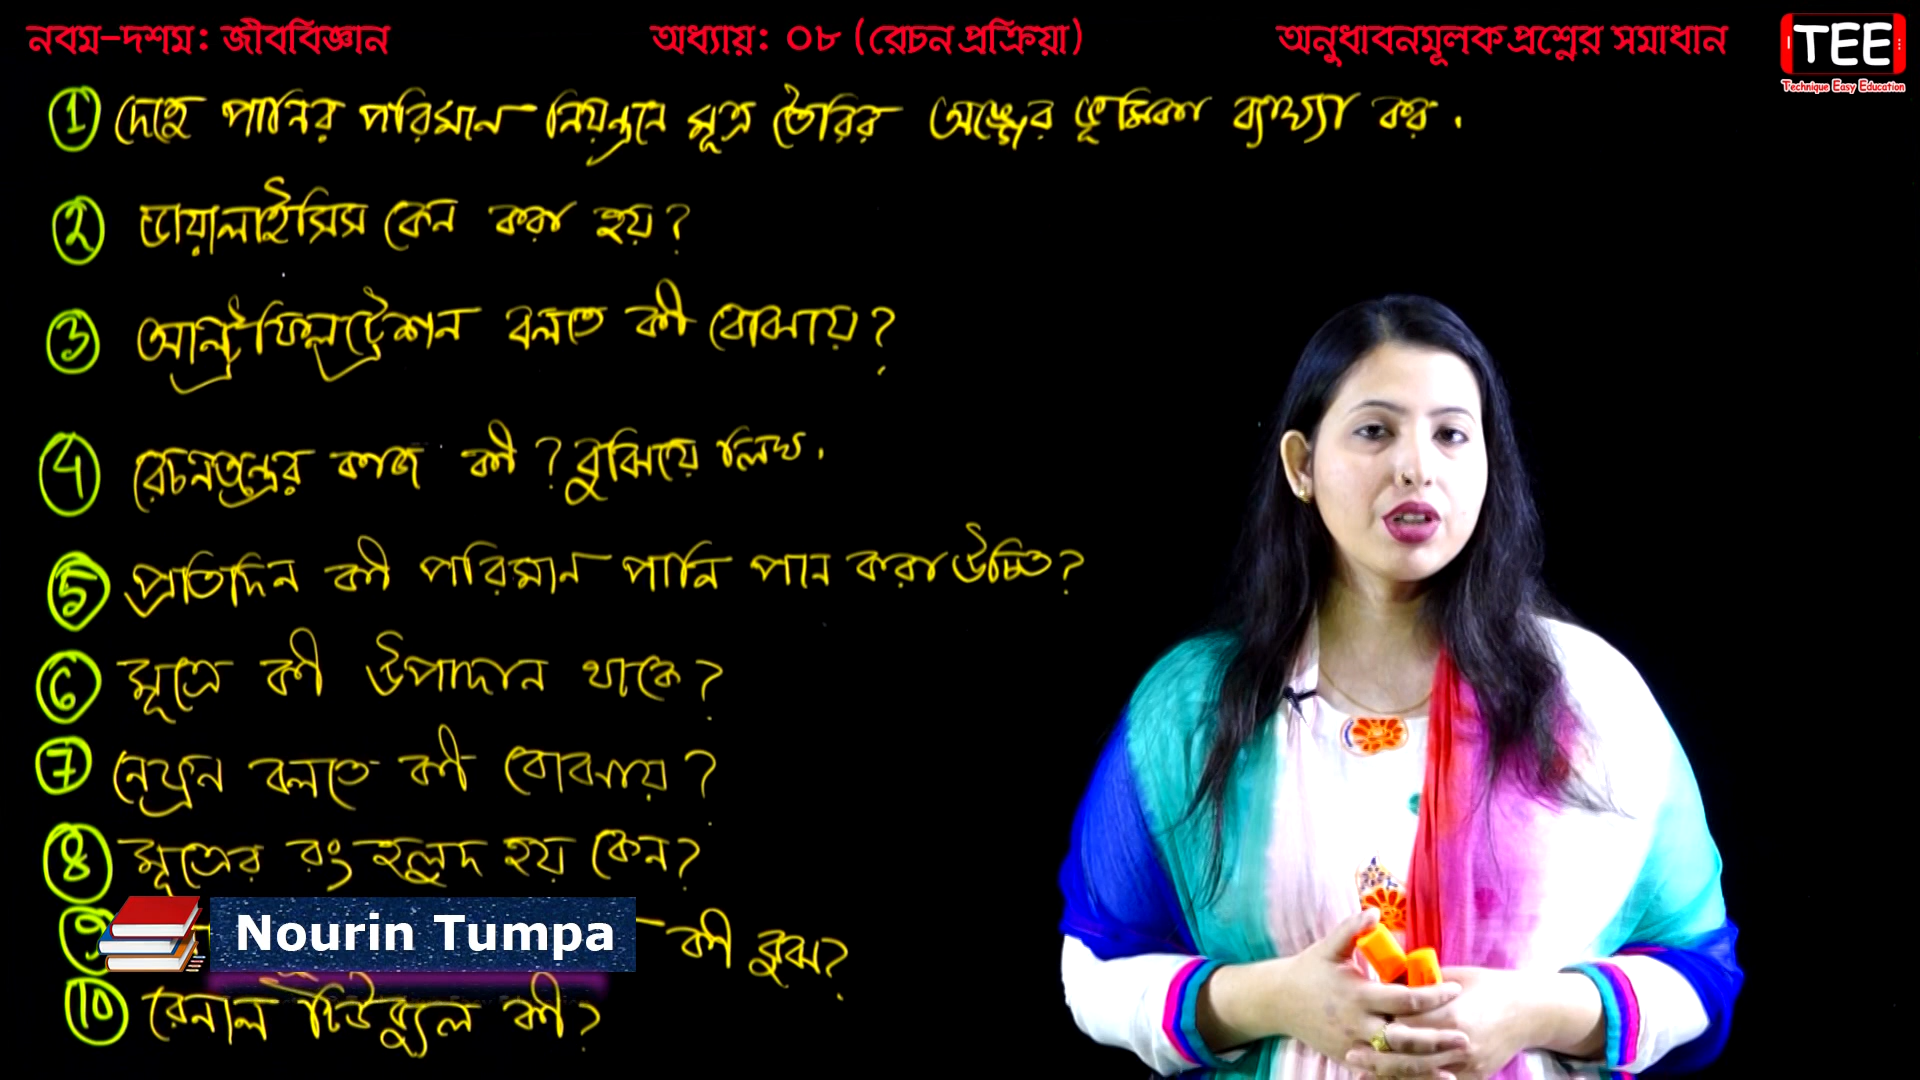 নবম-দশম: জীববিজ্ঞান
অধ্যায়: ০৮ (রেচন প্রক্রিয়া)
অনুধাবনমূলক প্রশ্নের সমাধান
TEE
Technique Easy Education
1 দেহে পানির পরিমান নিয়ন্ত্রনে মূত্র তৈরির অঙ্গের ভূমিকা ব্যাখ্যা কর.
2 ডায়ালাইসিস কেন করা হয়?
3 আল্ট্রাফিল্ট্রেশন বলতে কী বোঝায়?
4 রেচনতন্ত্রের কাজ কী? বুঝিয়ে লিখ.
5 প্রতিদিন কী পরিমান পানি পান করা উচিত?
6 মূত্রে কী উপাদান থাকে?
7 নেফ্রন বলতে কী বোঝায়?
8 মূত্রের রং হলুদ হয় কেন?
9 কী বুঝ?
Nourin Tumpa
10 রেনাল টিউব্যুল কী?